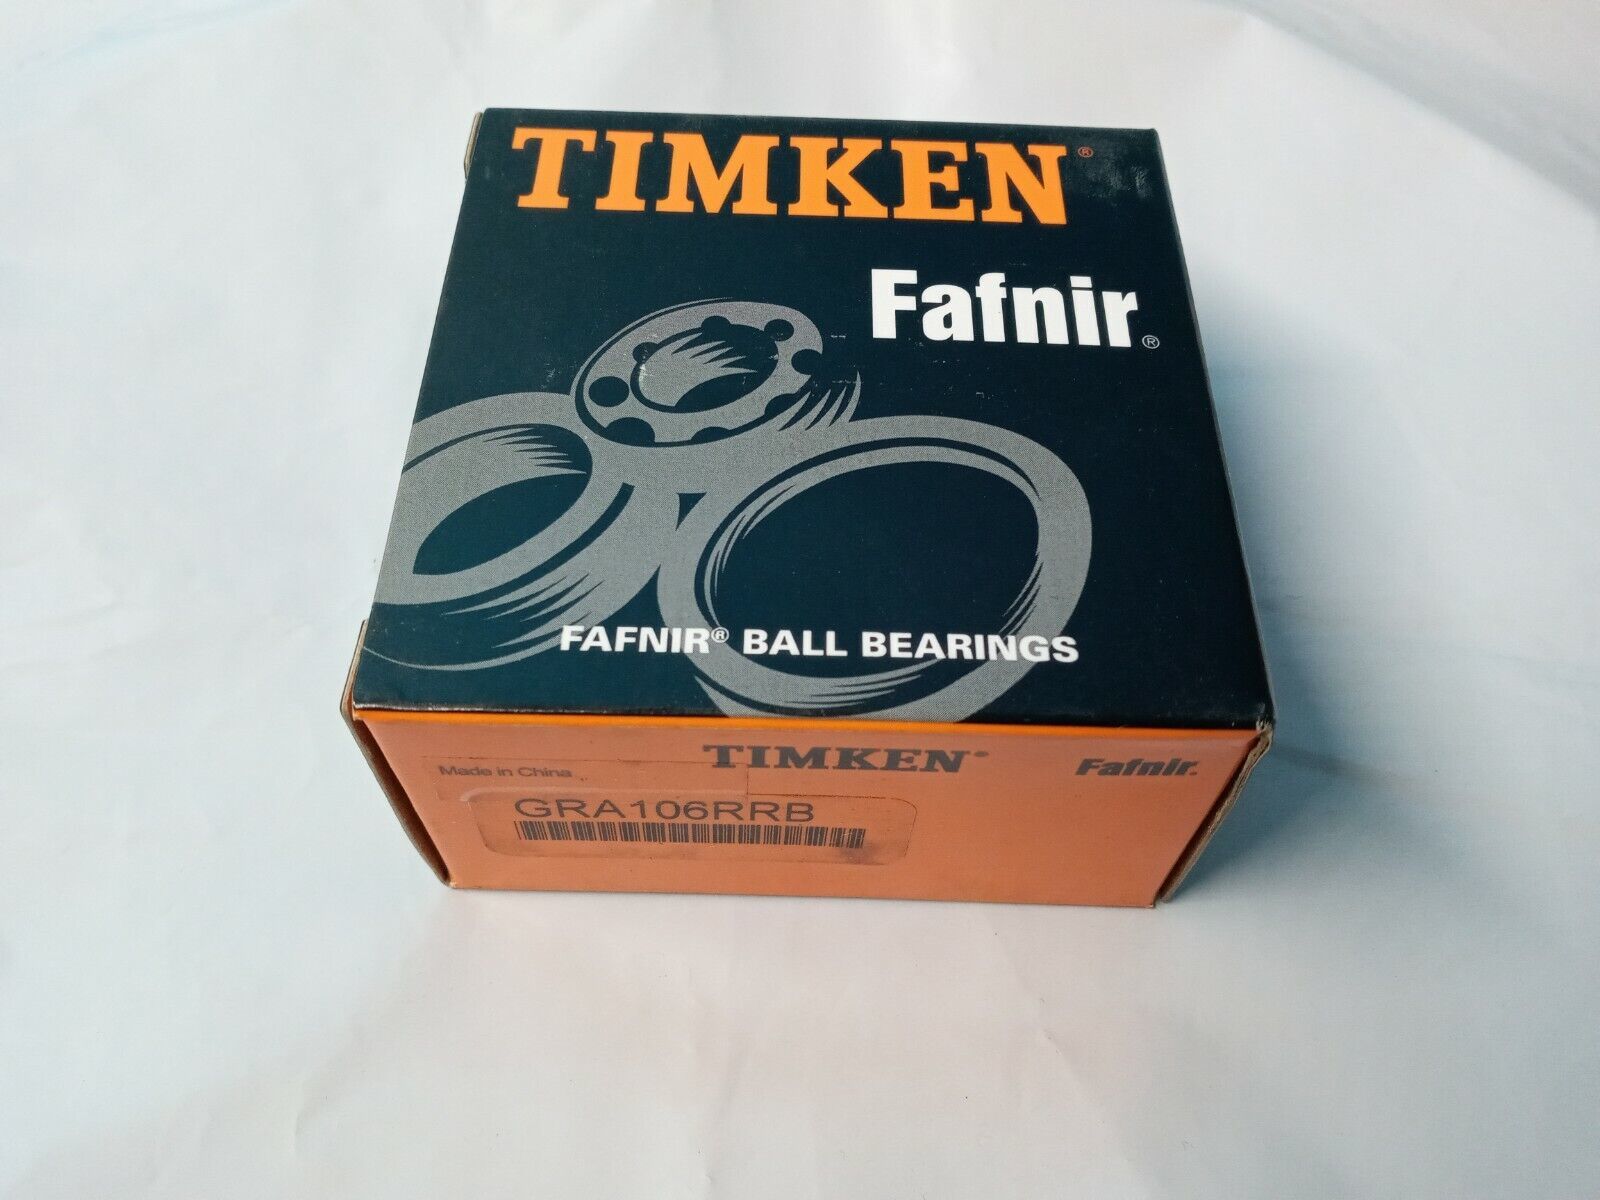 TIMKEN®
Fafnir®
FAFNIR® BALL BEARINGS
TIMKEN®
Fafnir®
Made in China
GRA106RRB